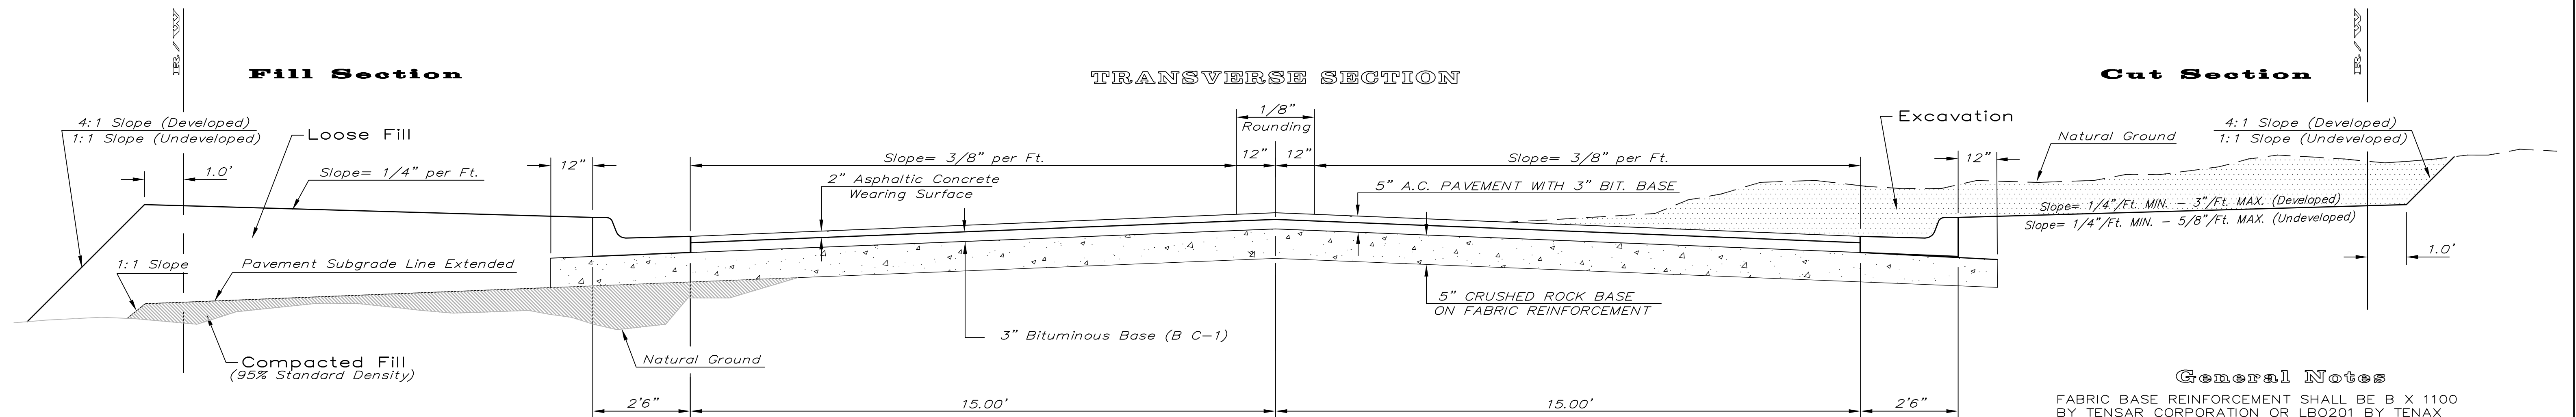 R/W
R/W
Fill Section
TRANSVERSE SECTION
Cut Section
1/8"
Rounding
4:1 Slope (Developed)
1:1 Slope (Undeveloped)
Loose Fill
Excavation
Natural Ground
4:1 Slope (Developed)
1:1 Slope (Undeveloped)
12"
Slope= 3/8" per Ft.
12"
12"
Slope= 3/8" per Ft.
12"
1.0'
Slope= 1/4" per Ft.
2" Asphaltic Concrete
Wearing Surface
5" A.C. PAVEMENT WITH 3" BIT. BASE
Slope= 1/4"/Ft. MIN. - 3"/Ft. MAX. (Developed)
Slope= 1/4"/Ft. MIN. - 5/8"/Ft. MAX. (Undeveloped)
1.0'
1:1 Slope
Pavement Subgrade Line Extended
5" CRUSHED ROCK BASE
ON FABRIC REINFORCEMENT
3" Bituminous Base (B C-1)
Compacted Fill
(95% Standard Density)
Natural Ground
2'6"
15.00'
15.00'
2'6"
General Notes
FABRIC BASE REINFORCEMENT SHALL BE B X 1100
BY TENSAR CORPORATION OR LBO201 BY TENAX